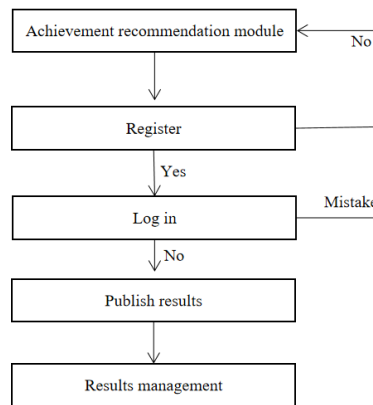 Achievement recommendation module
No
Register
Yes
Mistake
Log in
No
Publish results
Results management